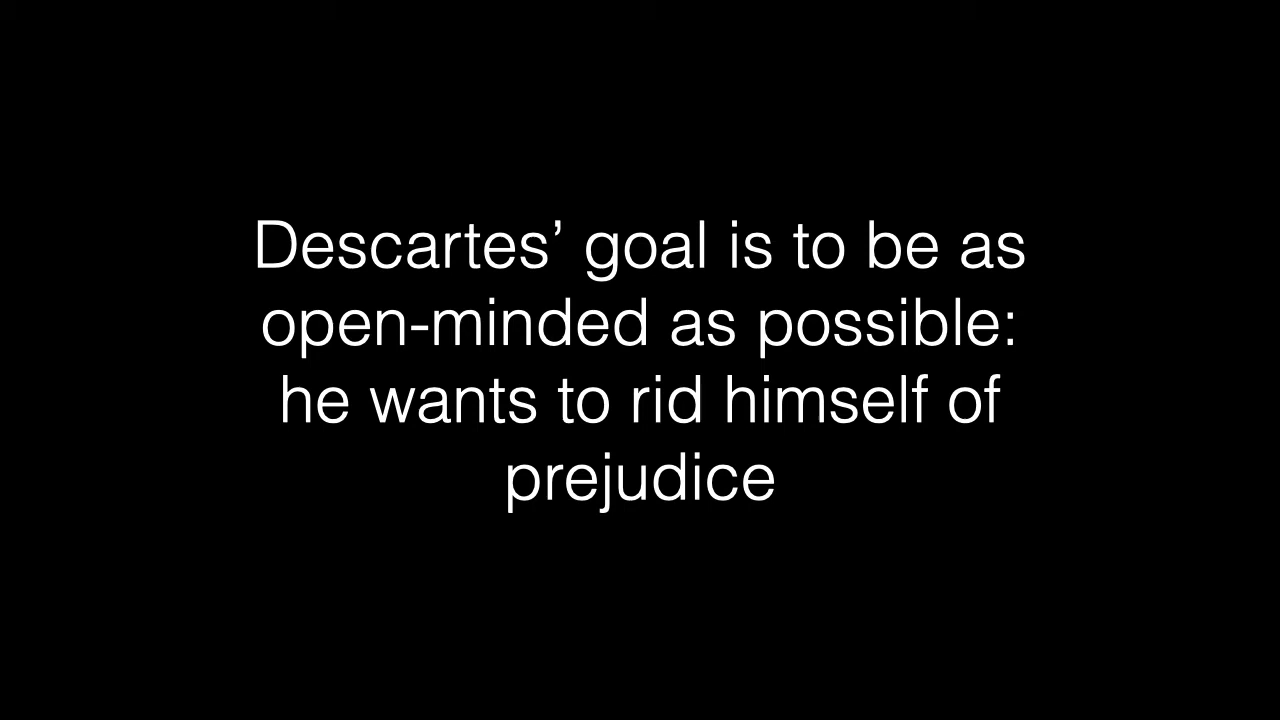 Descartes’ goal is to be as
open-minded as possible:
he wants to rid himself of
prejudice